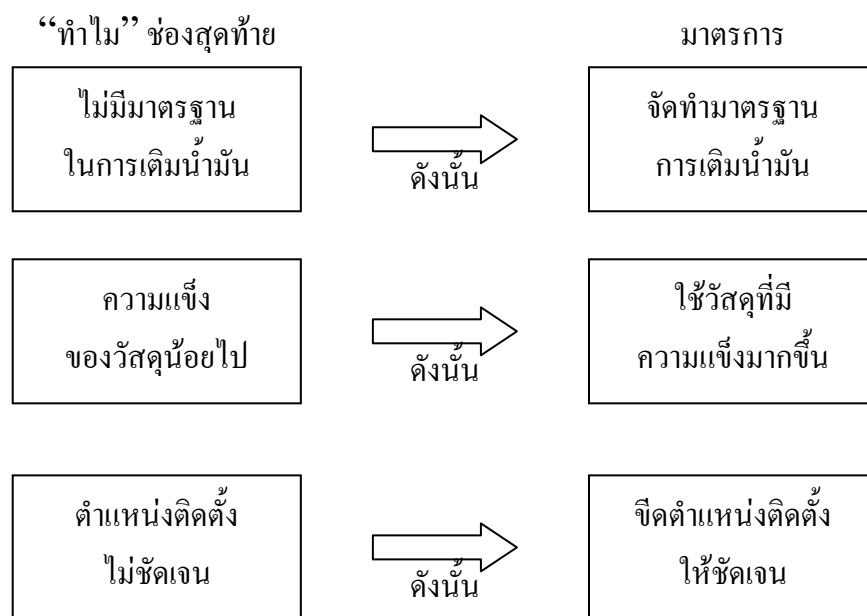 “ทำไม” ช่องสุดท้าย
มาตรการ
ไม่มีมาตรฐาน
ในการเติมน้ำมัน
ดังนั้น
จัดทำมาตรฐาน
การเติมน้ำมัน
ความแข็ง
ของวัสดุน้อยไป
ดังนั้น
ใช้วัสดุที่มี
ความแข็งมากขึ้น
ตำแหน่งติดตั้ง
ไม่ชัดเจน
ดังนั้น
ขีดตำแหน่งติดตั้ง
ให้ชัดเจน